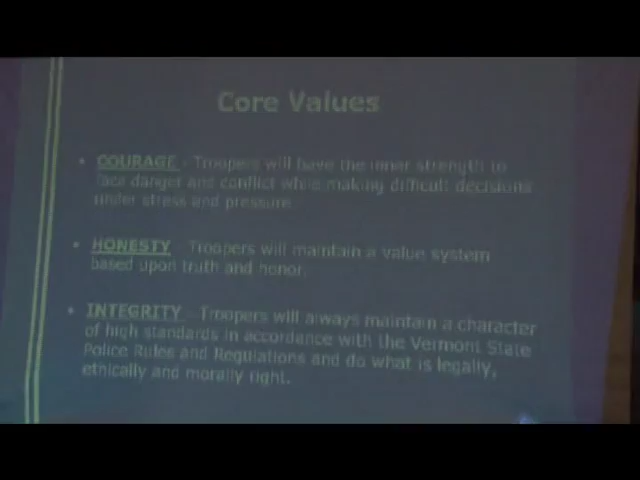 Core Values
• COURAGE - Troopers will have the inner strength to
face danger and conflict while making difficult decisions
under stress and pressure.
• HONESTY - Troopers will maintain a value system
based upon truth and honor.
• INTEGRITY - Troopers will always maintain a character
of high standards in accordance with the Vermont State
Police Rules and Regulations and do what is legally,
ethically and morally right.